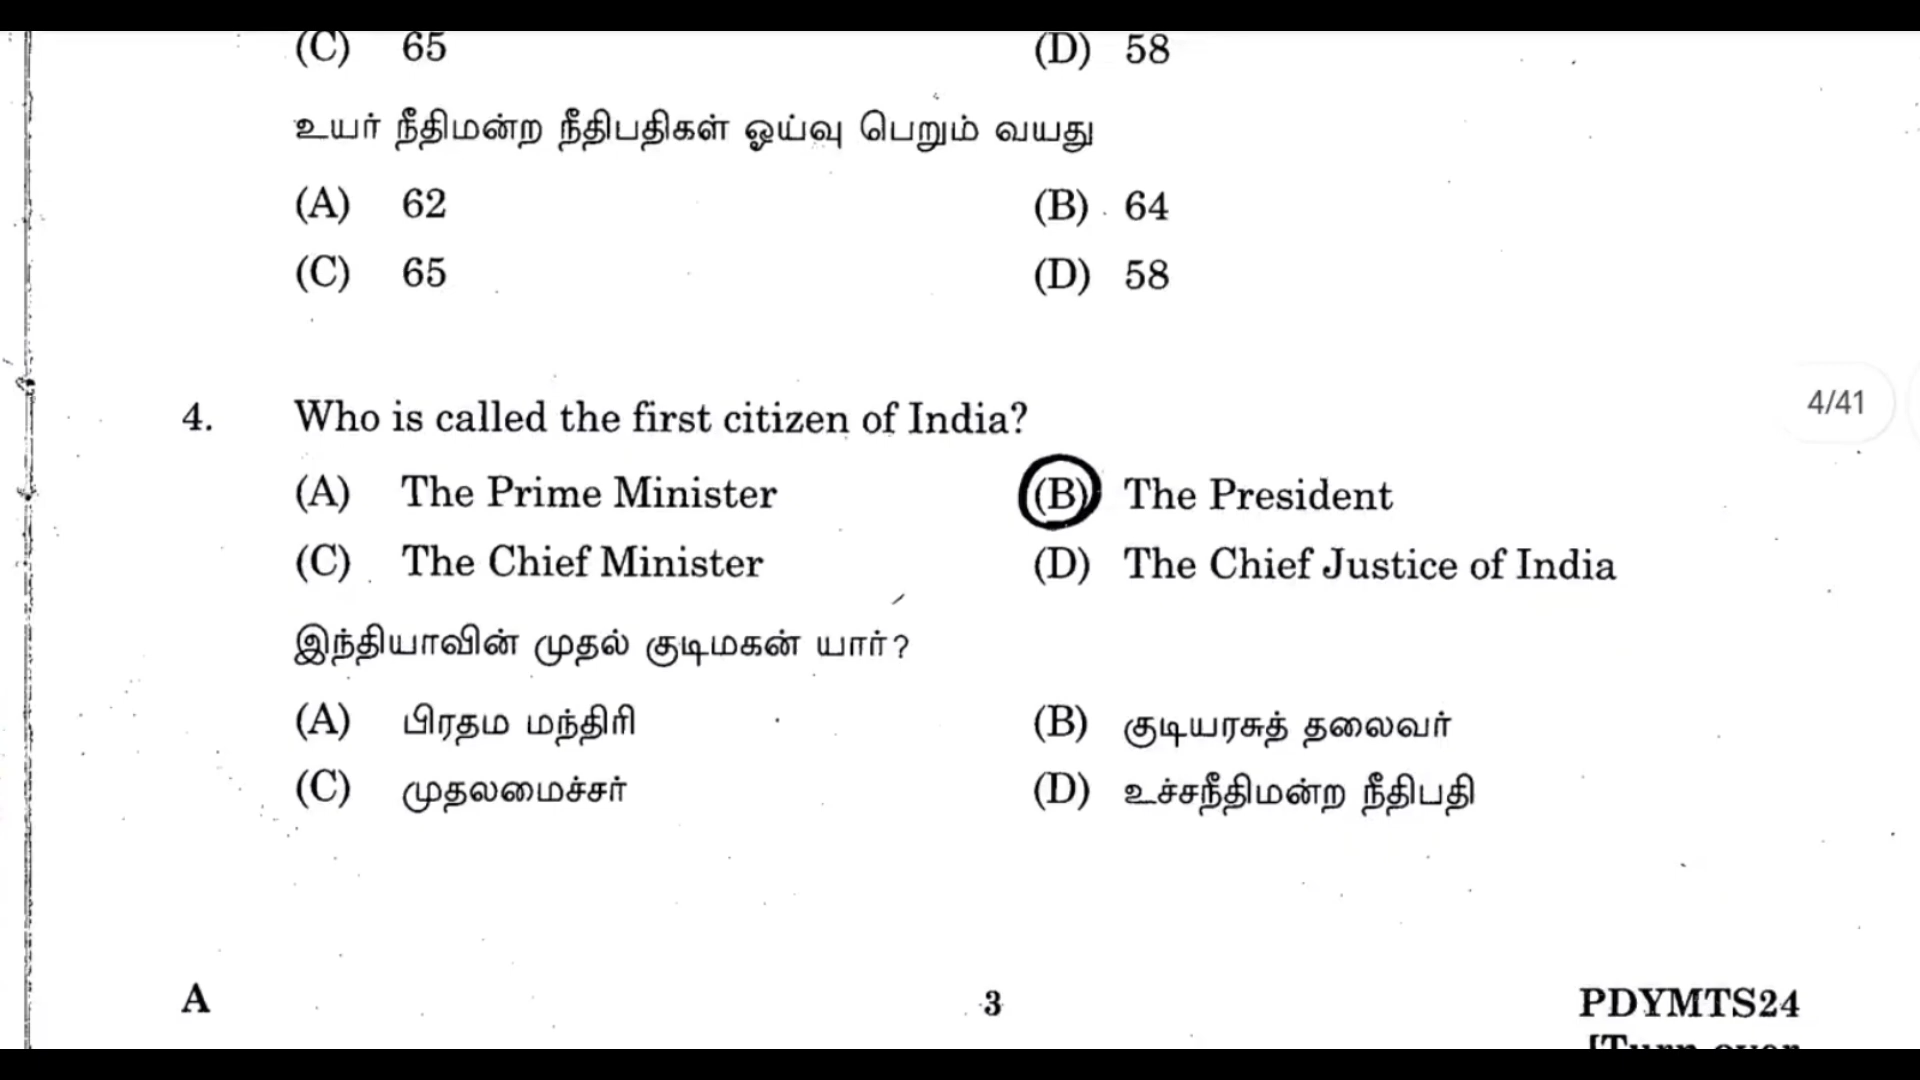 (C) 65 (D) 58
உயர் நீதிமன்ற நீதிபதிகள் ஓய்வு பெறும் வயது
(A) 62 (B) 64
(C) 65 (D) 58
4/41
4. Who is called the first citizen of India?
(A) The Prime Minister (B) The President
(C) The Chief Minister (D) The Chief Justice of India
இந்தியாவின் முதல் குடிமகன் யார்?
(A) பிரதம மந்திரி (B) குடியரசுத் தலைவர்
(C) முதலமைச்சர் (D) உச்சநீதிமன்ற நீதிபதி
A 3 PDYMTS24
[Turn over